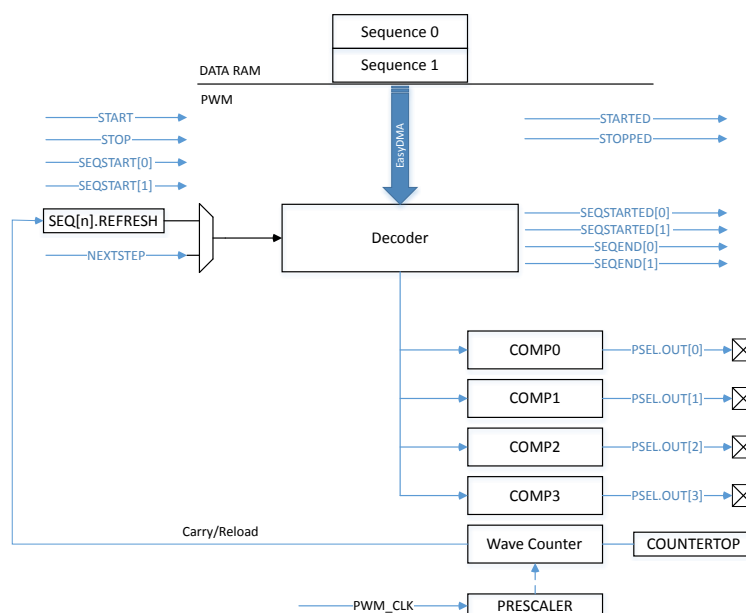 Sequence 0
Sequence 1
DATA RAM
PWM
START
STOP
SEQSTART[0]
SEQSTART[1]
EasyDMA
STARTED
STOPPED
SEQ[n].REFRESH
NEXTSTEP
Decoder
SEQSTARTED[0]
SEQSTARTED[1]
SEQEND[0]
SEQEND[1]
COMP0
PSEL.OUT[0]
COMP1
PSEL.OUT[1]
COMP2
PSEL.OUT[2]
COMP3
PSEL.OUT[3]
Carry/Reload
Wave Counter
COUNTERTOP
PWM_CLK
PRESCALER